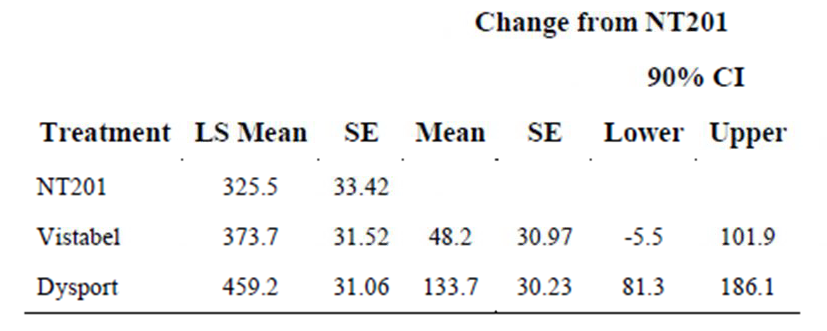 Change from NT201
90% CI
Treatment LS Mean SE Mean SE Lower Upper
NT201 325.5 33.42
Vistabel 373.7 31.52 48.2 30.97 -5.5 101.9
Dysport 459.2 31.06 133.7 30.23 81.3 186.1